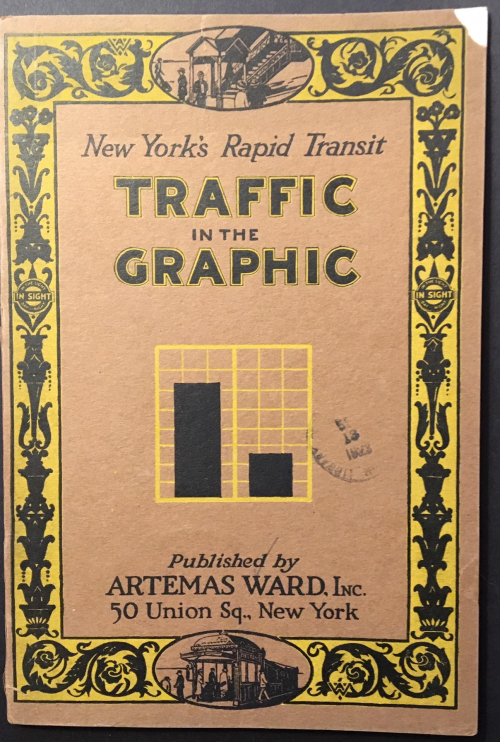 New York's Rapid Transit
TRAFFIC
IN THE
GRAPHIC
IN SIGHT
IN SIGHT
1923
Published by
ARTEMAS WARD, INC.
50 Union Sq., New York